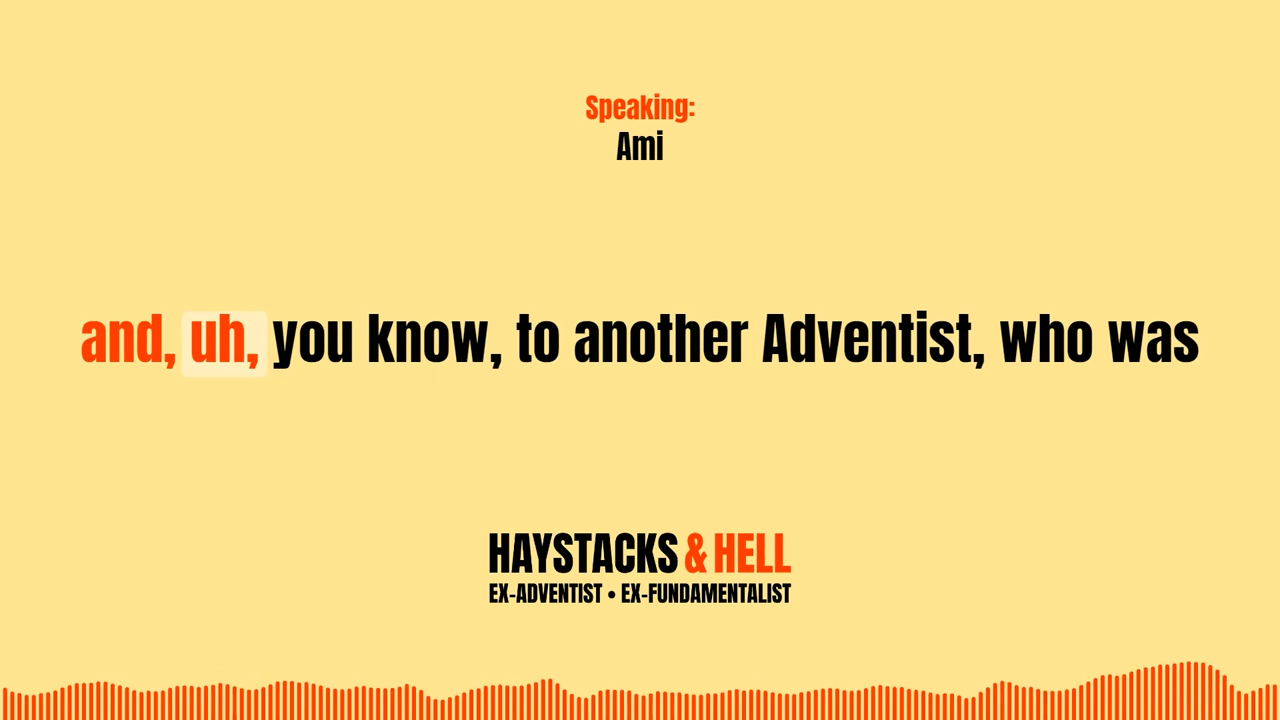 Speaking:
Ami
and, uh, you know, to another Adventist, who was
HAYSTACKS & HELL
EX-ADVENTIST • EX-FUNDAMENTALIST